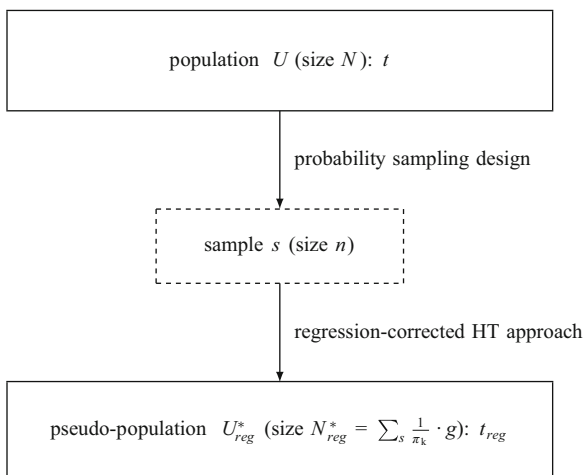 population U (size N): t
probability sampling design
sample s (size n)
regression-corrected HT approach
pseudo-population U*reg (size N*reg = ∑s 1/πk · g): treg